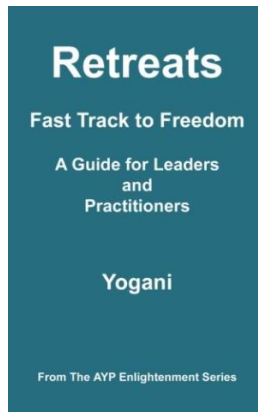 Retreats
Fast Track to Freedom
A Guide for Leaders
and
Practitioners
Yogani
From The AYP Enlightenment Series